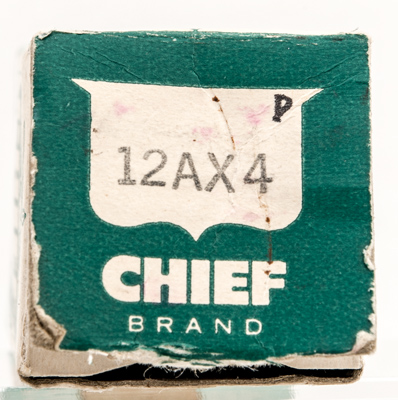 P
12AX4
CHIEF
BRAND